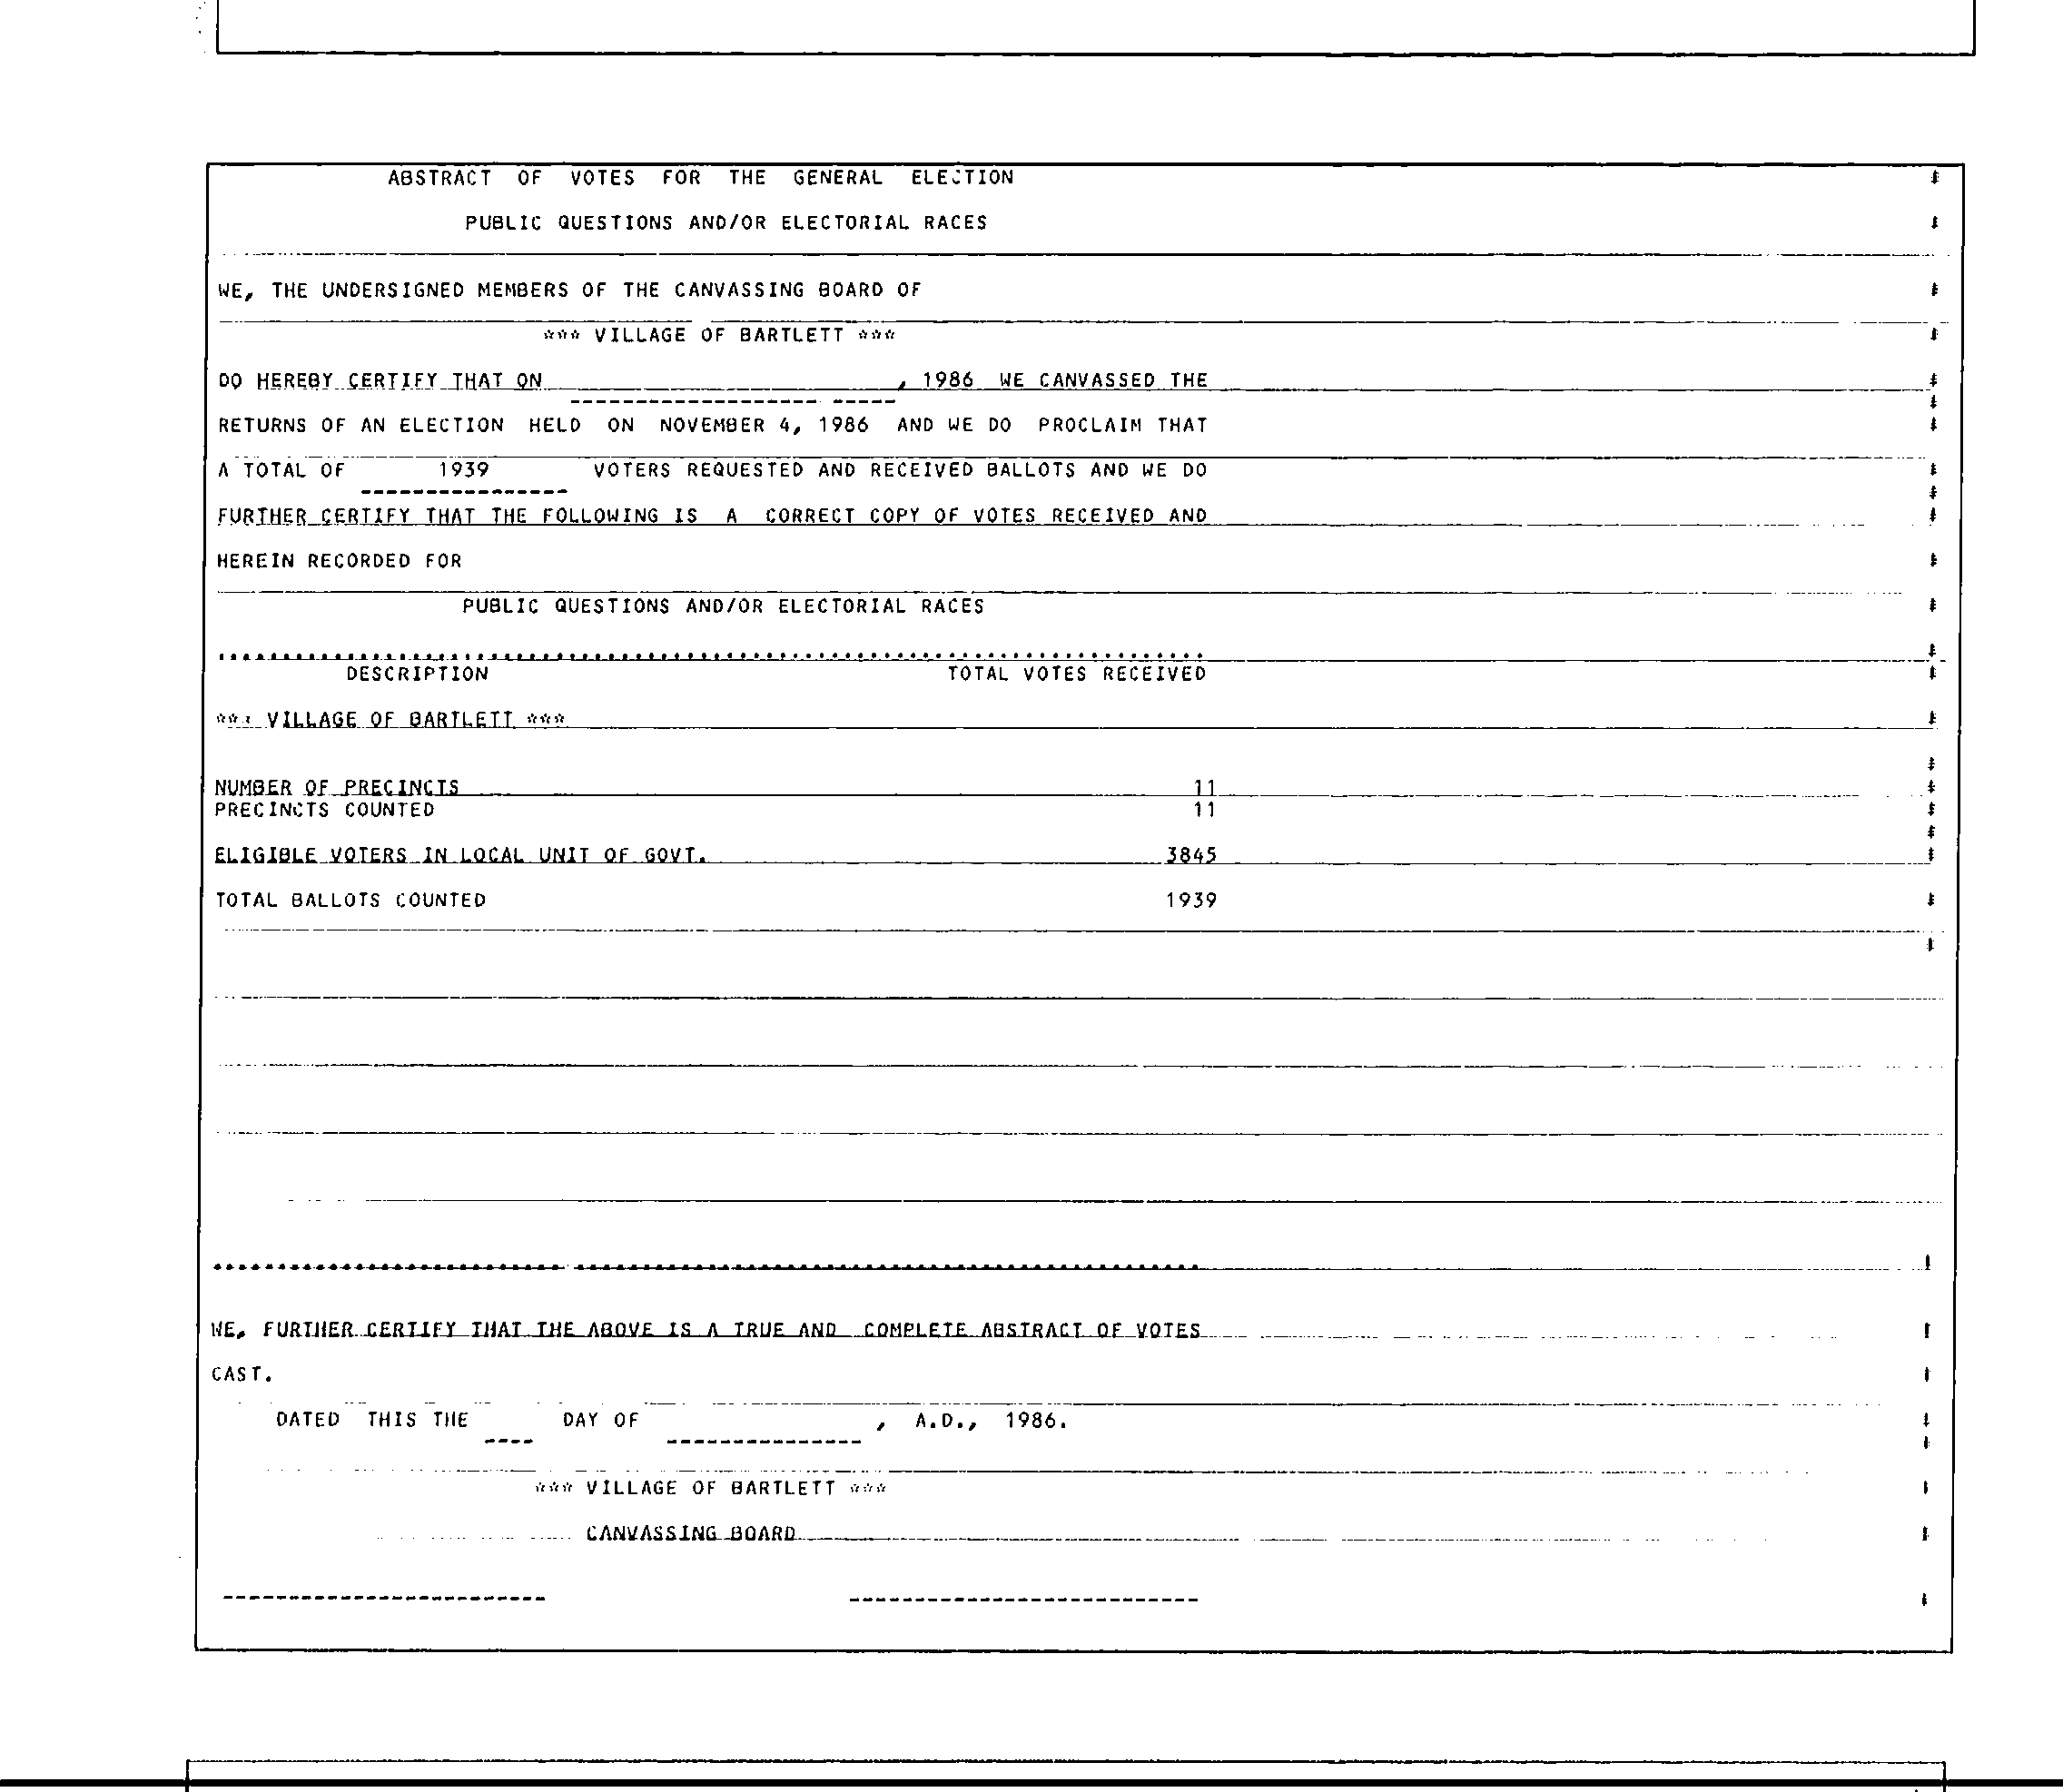 ABSTRACT OF VOTES FOR THE GENERAL ELECTION
PUBLIC QUESTIONS AND/OR ELECTORIAL RACES
WE, THE UNDERSIGNED MEMBERS OF THE CANVASSING BOARD OF
*** VILLAGE OF BARTLETT ***
DO HEREBY CERTIFY THAT ON , 1986 WE CANVASSED THE
RETURNS OF AN ELECTION HELD ON NOVEMBER 4, 1986 AND WE DO PROCLAIM THAT
A TOTAL OF 1939 VOTERS REQUESTED AND RECEIVED BALLOTS AND WE DO
FURTHER CERTIFY THAT THE FOLLOWING IS A CORRECT COPY OF VOTES RECEIVED AND
HEREIN RECORDED FOR
PUBLIC QUESTIONS AND/OR ELECTORIAL RACES
DESCRIPTION TOTAL VOTES RECEIVED
*** VILLAGE OF BARTLETT ***
NUMBER OF PRECINCTS 11
PRECINCTS COUNTED 11
ELIGIBLE VOTERS IN LOCAL UNIT OF GOVT. 3845
TOTAL BALLOTS COUNTED 1939
WE, FURTHER CERTIFY THAT THE ABOVE IS A TRUE AND COMPLETE ABSTRACT OF VOTES
CAST.
DATED THIS THE DAY OF , A.D., 1986.
*** VILLAGE OF BARTLETT ***
CANVASSING BOARD